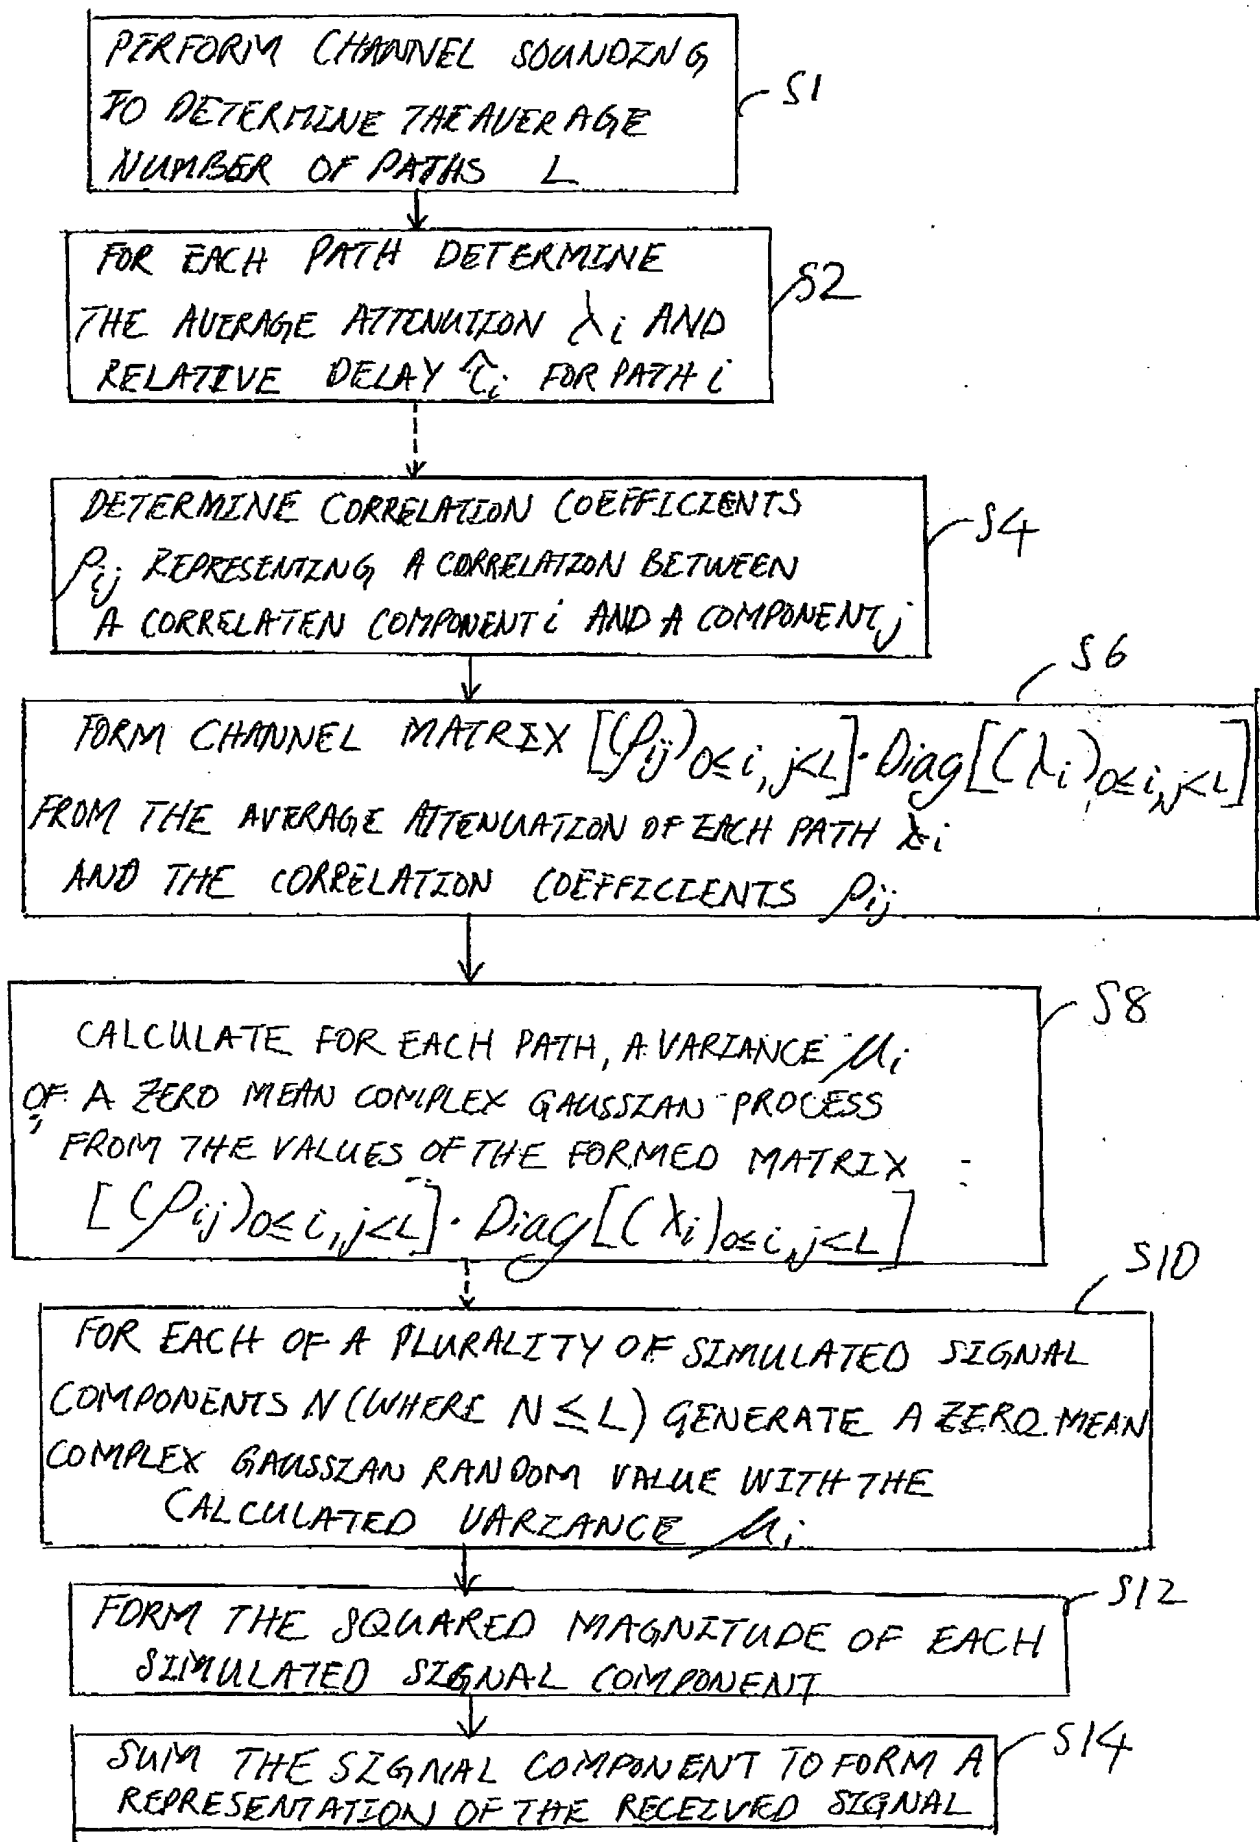 PERFORM CHANNEL SOUNDING
TO DETERMINE THE AVERAGE
NUMBER OF PATHS L
S1
FOR EACH PATH DETERMINE
THE AVERAGE ATTENUTION λi AND
RELATIVE DELAY τ̂i FOR PATH i
S2
DETERMINE CORRELATION COEFFICIENTS
ρij REPRESENTING A CORRELATION BETWEEN
A CORRELATEN COMPONENT i AND A COMPONENT j
S4
S6
FORM CHANNEL MATRIX [(ρij)0≤i,j<L]·Diag[(λi)0≤i,j<L]
FROM THE AVERAGE ATTENUATION OF EACH PATH λi
AND THE CORRELATION COEFFICIENTS ρij
S8
CALCULATE FOR EACH PATH, A VARIANCE μi
OF A ZERO MEAN COMPLEX GAUSSIAN PROCESS
FROM THE VALUES OF THE FORMED MATRIX
[(ρij)0≤i,j<L]·Diag[(λi)0≤i,j<L]
S10
FOR EACH OF A PLURALITY OF SIMULATED SIGNAL
COMPONENTS N (WHERE N≤L) GENERATE A ZERO MEAN
COMPLEX GAUSSIAN RANDOM VALUE WITH THE
CALCULATED VARIANCE μi
S12
FORM THE SQUARED MAGNITUDE OF EACH
SIMULATED SIGNAL COMPONENT
S14
SUM THE SIGNAL COMPONENT TO FORM A
REPRESENTATION OF THE RECEIVED SIGNAL